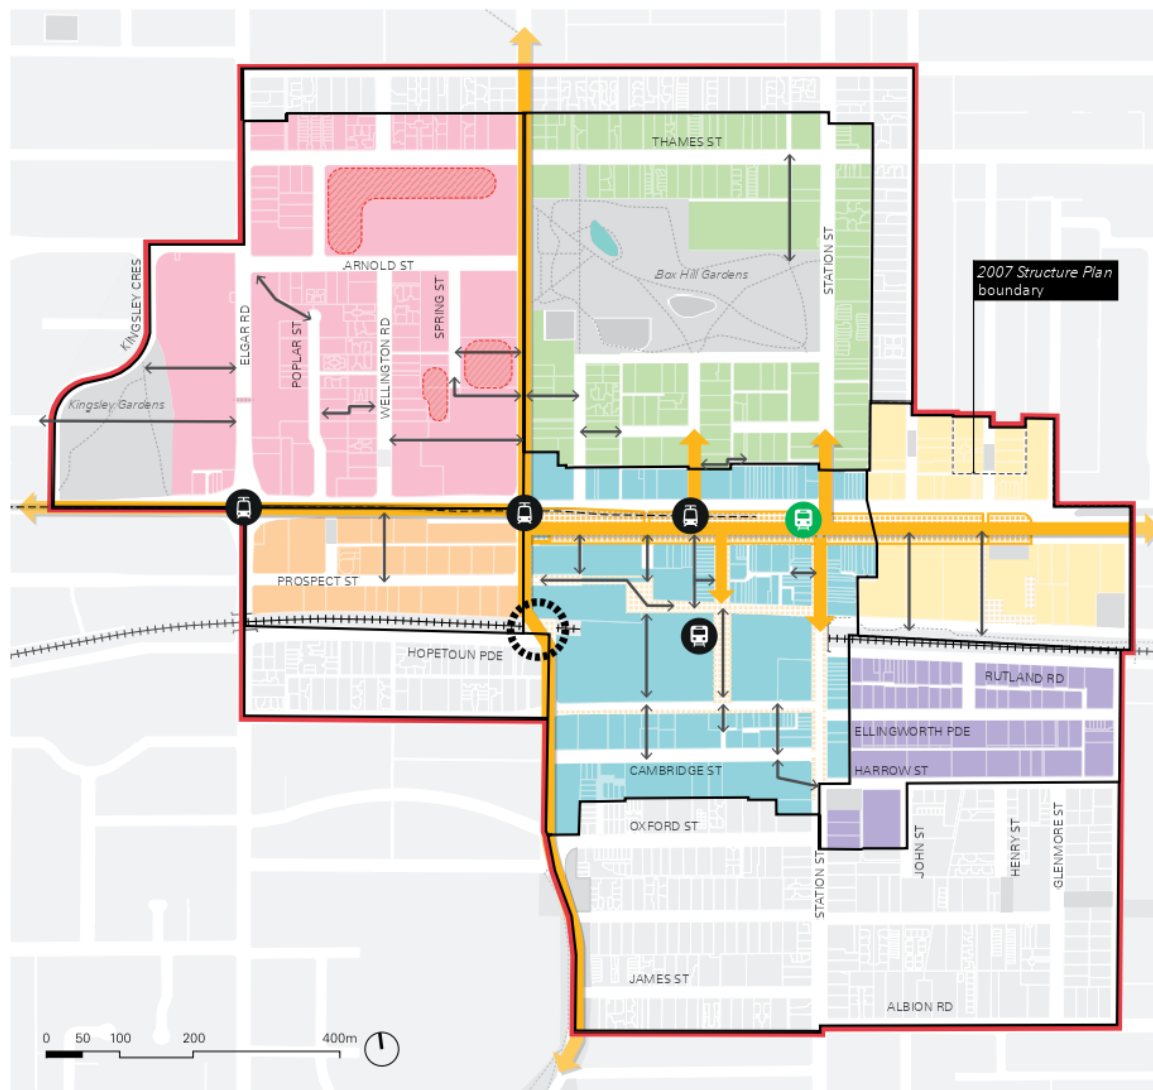 THAMES ST
STATION ST
KINGSLEY CRES
ARNOLD ST
Box Hill Gardens
2007 Structure Plan
boundary
ELGAR RD
POPLAR ST
WELLINGTON RD
SPRING ST
Kingsley Gardens
PROSPECT ST
HOPETOUN PDE
RUTLAND RD
ELLINGWORTH PDE
CAMBRIDGE ST
HARROW ST
OXFORD ST
STATION ST
JOHN ST
HENRY ST
GLENMORE ST
JAMES ST
ALBION RD
0 50 100 200 400m